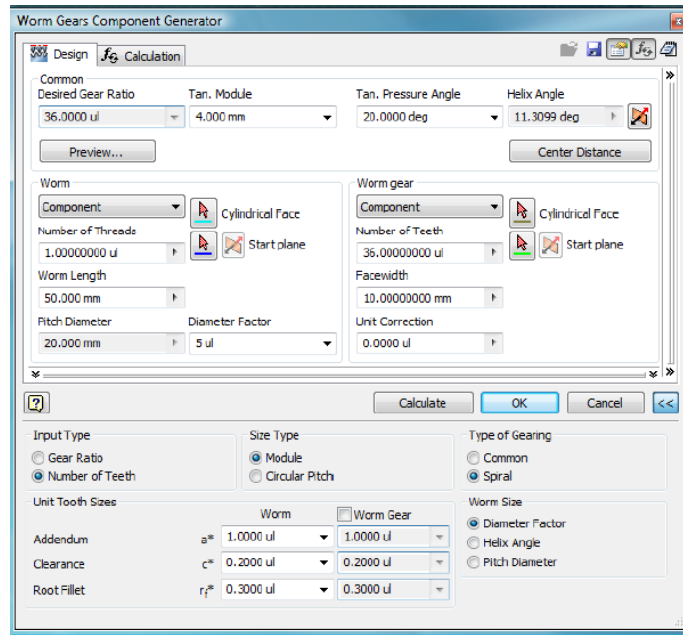 Worm Gears Component Generator
Design
Calculation
Common
Desired Gear Ratio Tan. Module Tan. Pressure Angle Helix Angle
36.0000 ul 4.000 mm 20.0000 deg 11.3099 deg
Preview... Center Distance
Worm Worm gear
Component Cylindrical Face Component Cylindrical Face
Number of Threads Start plane Number of Teeth Start plane
1.00000000 ul 36.00000000 ul
Worm Length Facewidth
50.000 mm 10.00000000 mm
Pitch Diameter Diameter Factor Unit Correction
20.000 mm 5 ul 0.0000 ul
Calculate OK Cancel <<
Input Type Size Type Type of Gearing
Gear Ratio Module Common
Number of Teeth Circular Pitch Spiral
Unit Tooth Sizes Worm Size
Worm Worm Gear Diameter Factor
Addendum a* 1.0000 ul 1.0000 ul Helix Angle
Clearance c* 0.2000 ul 0.2000 ul Pitch Diameter
Root Fillet rf* 0.3000 ul 0.3000 ul